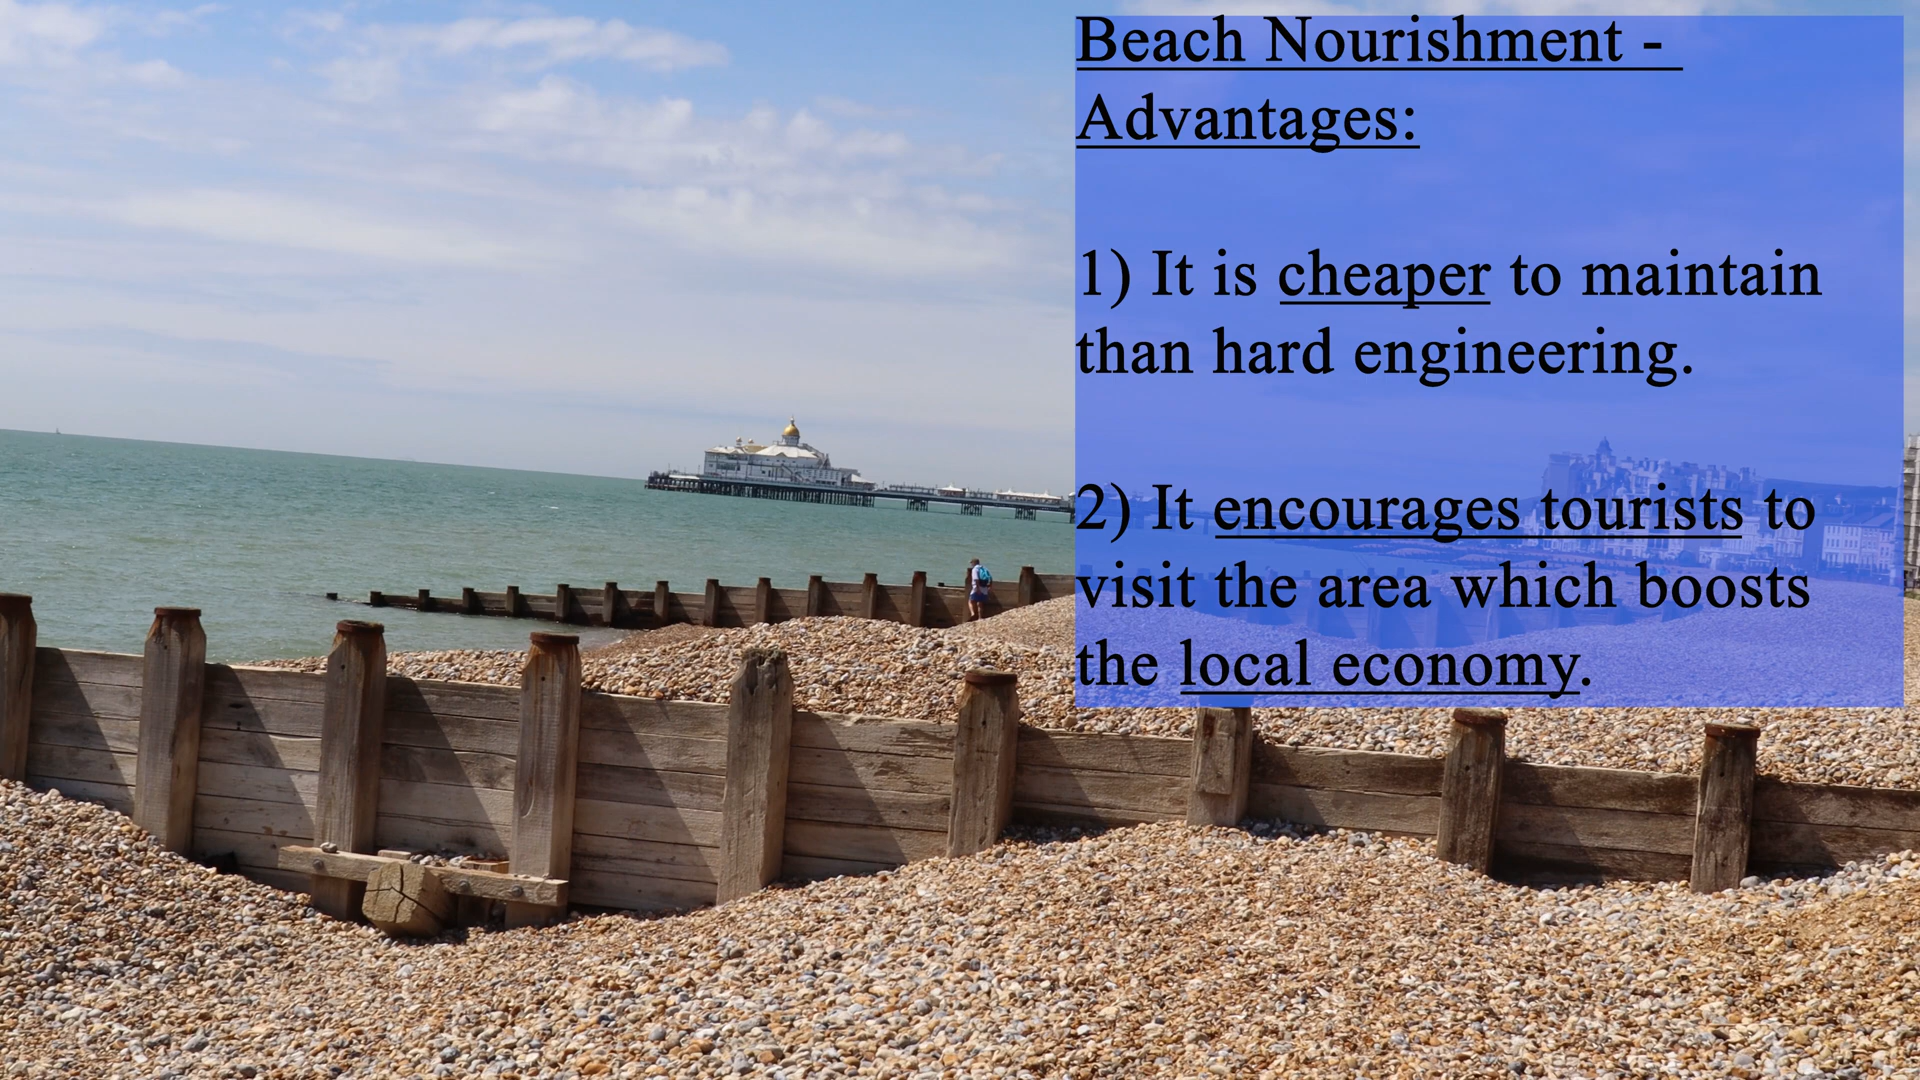 Beach Nourishment -
Advantages:
1) It is cheaper to maintain
than hard engineering.
2) It encourages tourists to
visit the area which boosts
the local economy.